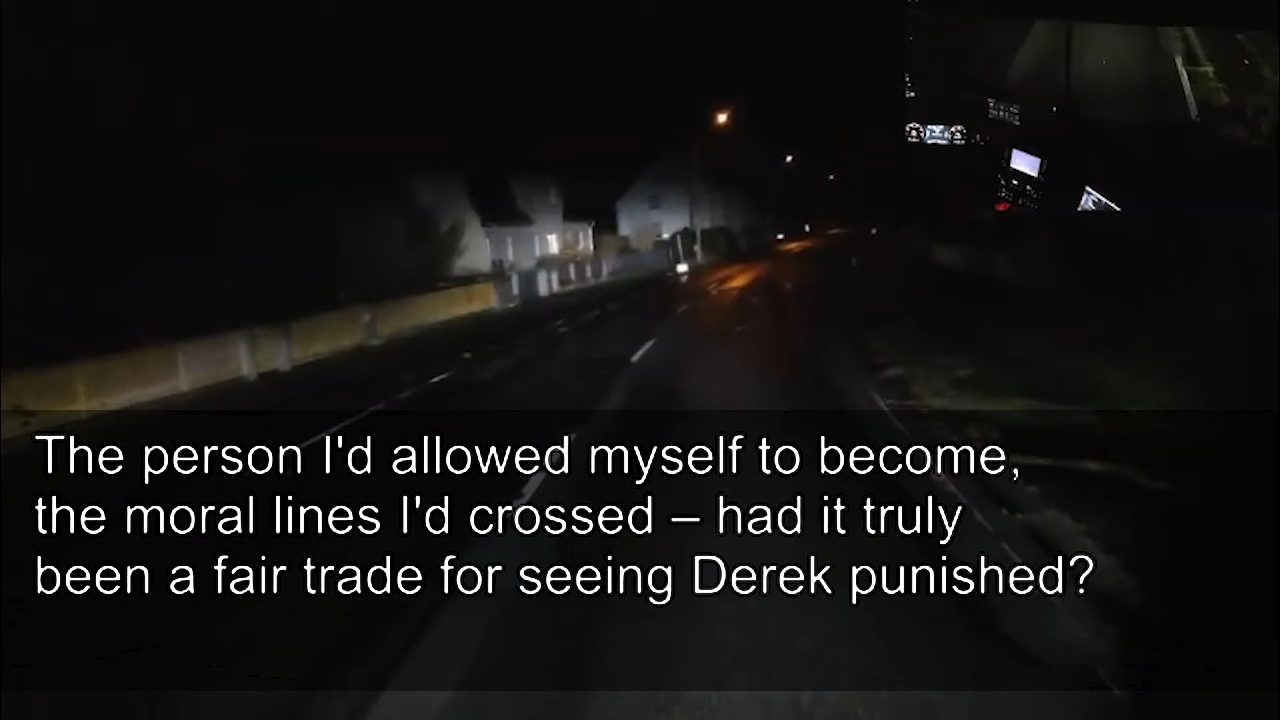 The person I'd allowed myself to become,
the moral lines I'd crossed – had it truly
been a fair trade for seeing Derek punished?